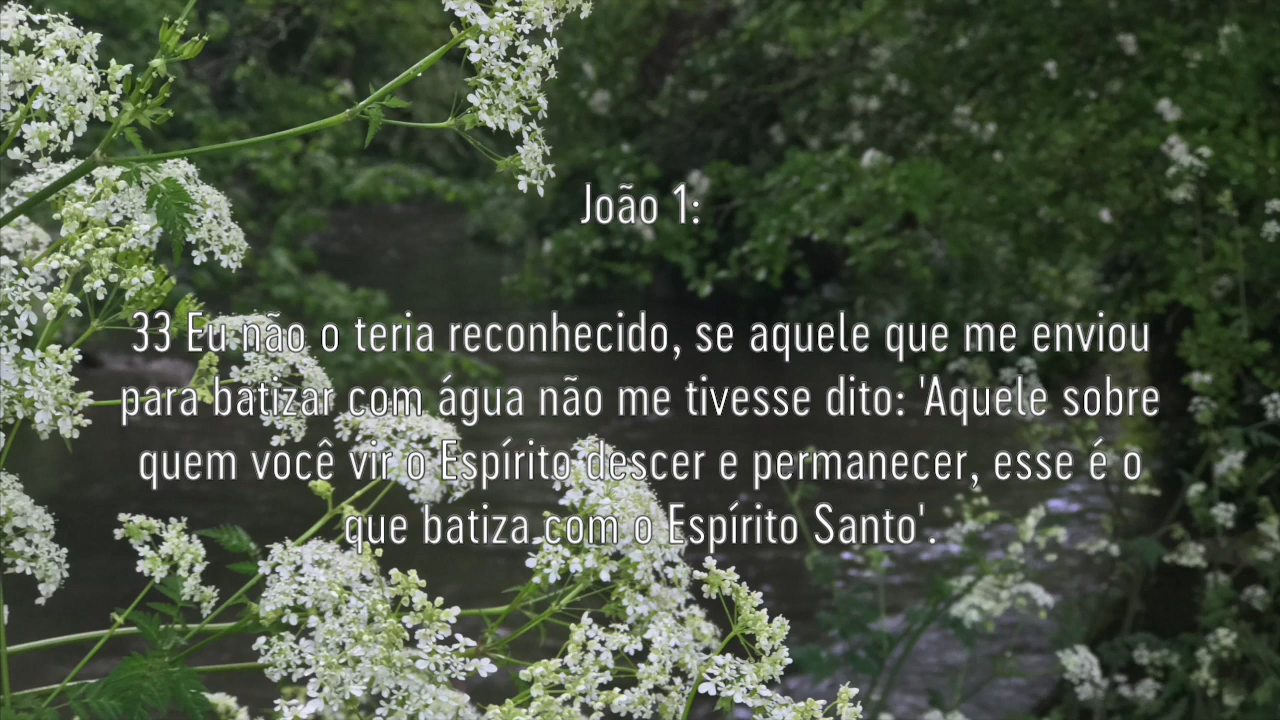 João 1:
33 Eu não o teria reconhecido, se aquele que me enviou
para batizar com água não me tivesse dito: 'Aquele sobre
quem você vir o Espírito descer e permanecer, esse é o
que batiza com o Espírito Santo'.